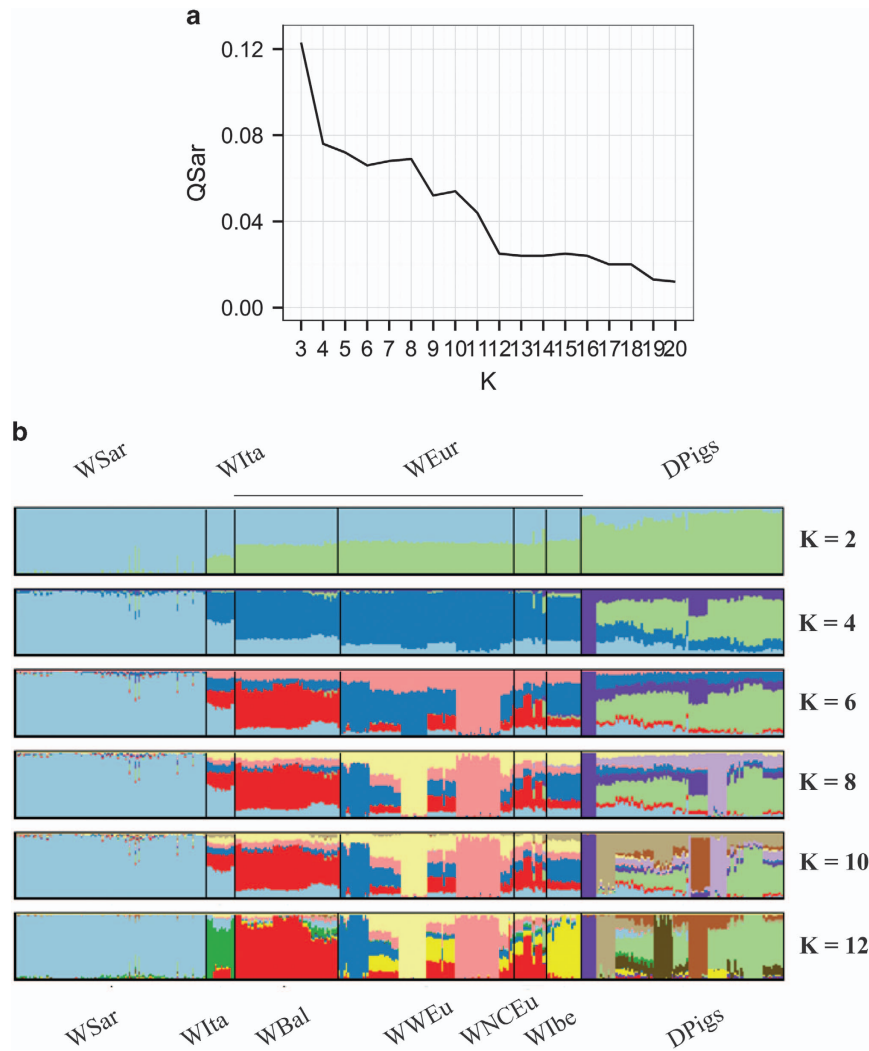 a
0.12
0.08
0.04
0.00
QSar
3 4 5 6 7 8 9 10 11 12 13 14 15 16 17 18 19 20
K
b
WSar WIta WEur DPigs
K = 2
K = 4
K = 6
K = 8
K = 10
K = 12
WSar WIta WBal WWEu WNCEu WIbe DPigs